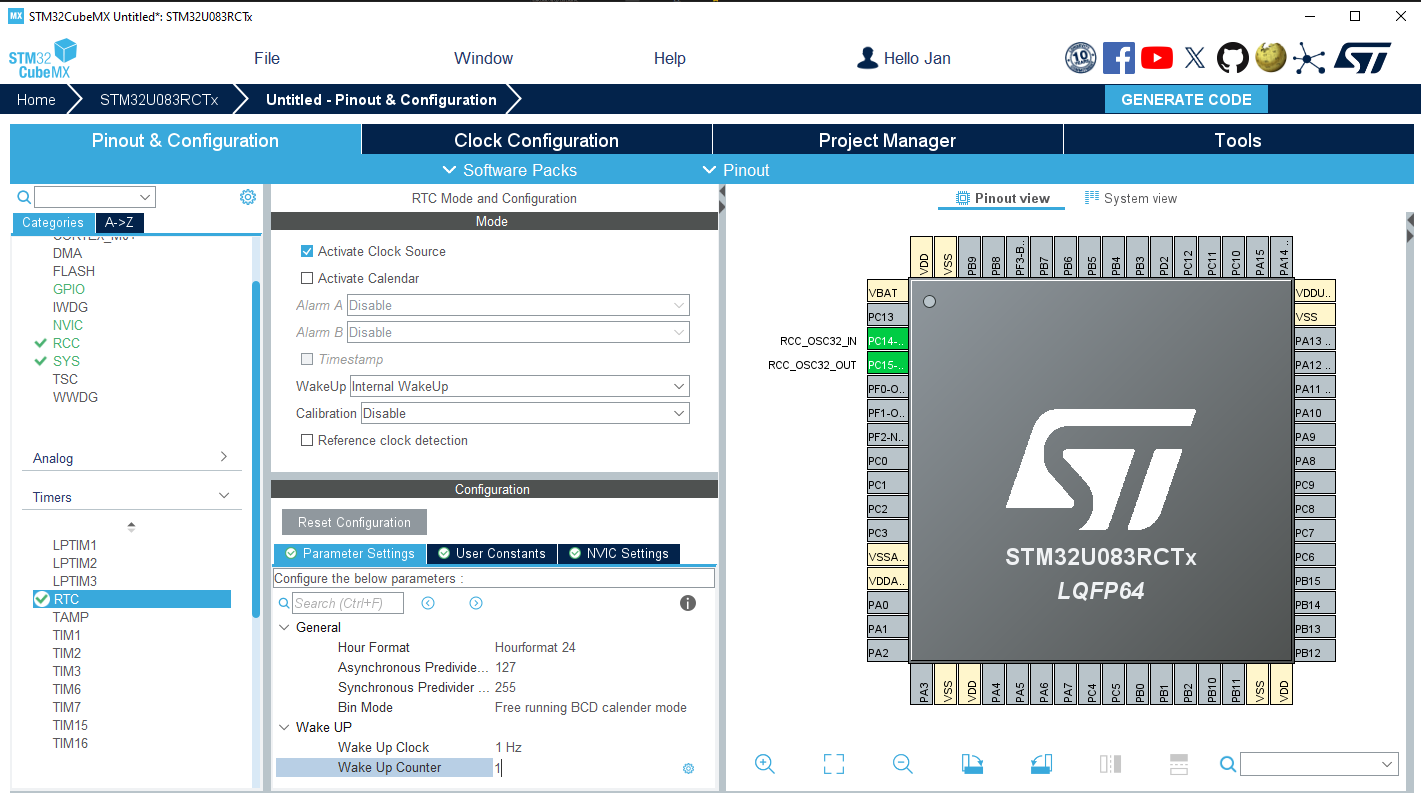 MX STM32CubeMX Untitled*: STM32U083RCTx
STM32
CubeMX
File Window Help Hello Jan
10
ST
Home STM32U083RCTx Untitled - Pinout & Configuration GENERATE CODE
Pinout & Configuration Clock Configuration Project Manager Tools
Software Packs Pinout
Categories A->Z
CORTEX_M0+
DMA
FLASH
GPIO
IWDG
NVIC
RCC
SYS
TSC
WWDG
Analog
Timers
LPTIM1
LPTIM2
LPTIM3
RTC
TAMP
TIM1
TIM2
TIM3
TIM6
TIM7
TIM15
TIM16
RTC Mode and Configuration
Mode
Activate Clock Source
Activate Calendar
Alarm A Disable
Alarm B Disable
Timestamp
WakeUp Internal WakeUp
Calibration Disable
Reference clock detection
Configuration
Reset Configuration
Parameter Settings User Constants NVIC Settings
Configure the below parameters :
Search (Ctrl+F)
General
Hour Format Hourformat 24
Asynchronous Predivide... 127
Synchronous Predivider ... 255
Bin Mode Free running BCD calender mode
Wake UP
Wake Up Clock 1 Hz
Wake Up Counter 1
Pinout view System view
VDD VSS PB9 PB8 PF3-B.. PB7 PB6 PB5 PB4 PB3 PD2 PC12 PC11 PC10 PA15 PA14 ..
VBAT
PC13
RCC_OSC32_IN PC14-..
RCC_OSC32_OUT PC15-..
PF0-O..
PF1-O..
PF2-N..
PC0
PC1
PC2
PC3
VSSA..
VDDA..
PA0
PA1
PA2
ST
STM32U083RCTx
LQFP64
VDDU..
VSS
PA13 ..
PA12 ..
PA11 ..
PA10
PA9
PA8
PC9
PC8
PC7
PC6
PB15
PB14
PB13
PB12
PA3 VSS VDD PA4 PA5 PA6 PA7 PC4 PC5 PB0 PB1 PB2 PB10 PB11 VSS VDD